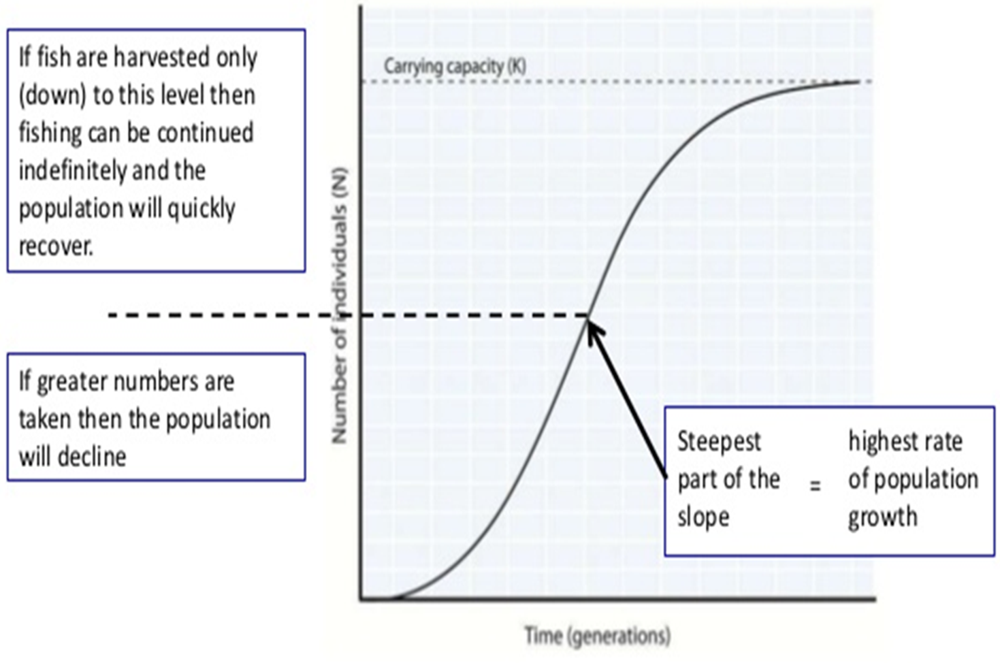 If fish are harvested only
(down) to this level then
fishing can be continued
indefinitely and the
population will quickly
recover.
If greater numbers are
taken then the population
will decline
Number of individuals (N)
Carrying capacity (K)
Steepest
part of the
slope
=
highest rate
of population
growth
Time (generations)